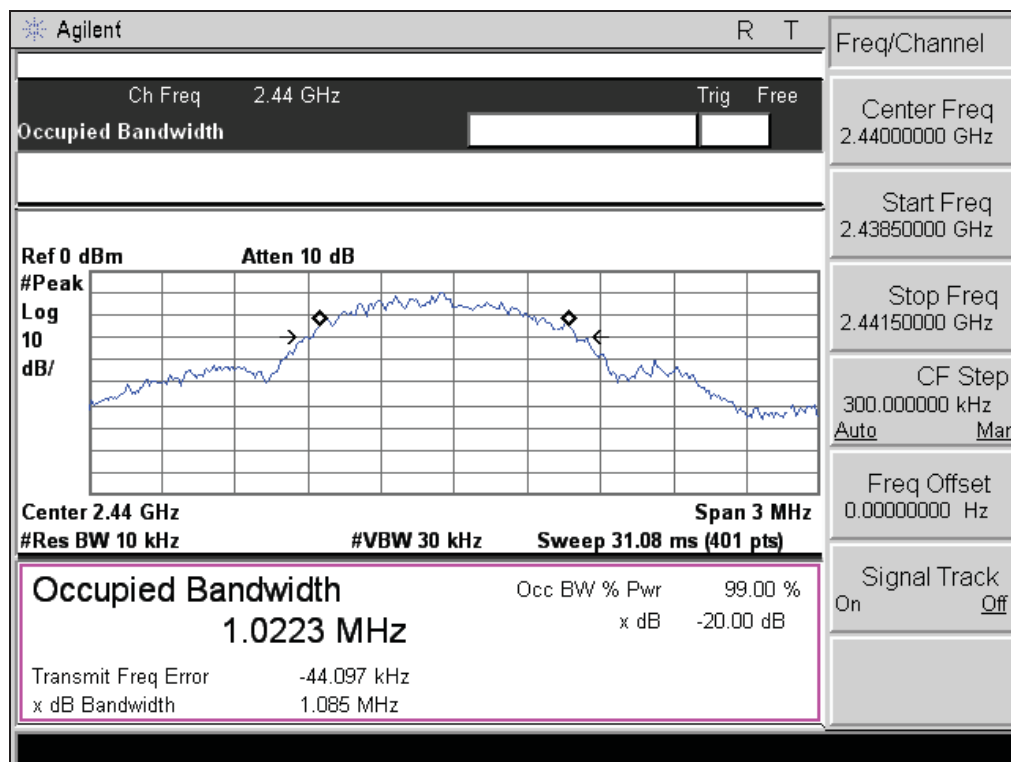 Agilent R T
Freq/Channel
Ch Freq 2.44 GHz Trig Free
Occupied Bandwidth
Center Freq
2.44000000 GHz
Start Freq
2.43850000 GHz
Stop Freq
2.44150000 GHz
CF Step
300.000000 kHz
Auto Man
Freq Offset
0.00000000 Hz
Signal Track
On Off
Ref 0 dBm Atten 10 dB
#Peak
Log
10
dB/
Center 2.44 GHz Span 3 MHz
#Res BW 10 kHz #VBW 30 kHz Sweep 31.08 ms (401 pts)
Occupied Bandwidth
1.0223 MHz
Occ BW % Pwr 99.00 %
x dB -20.00 dB
Transmit Freq Error -44.097 kHz
x dB Bandwidth 1.085 MHz